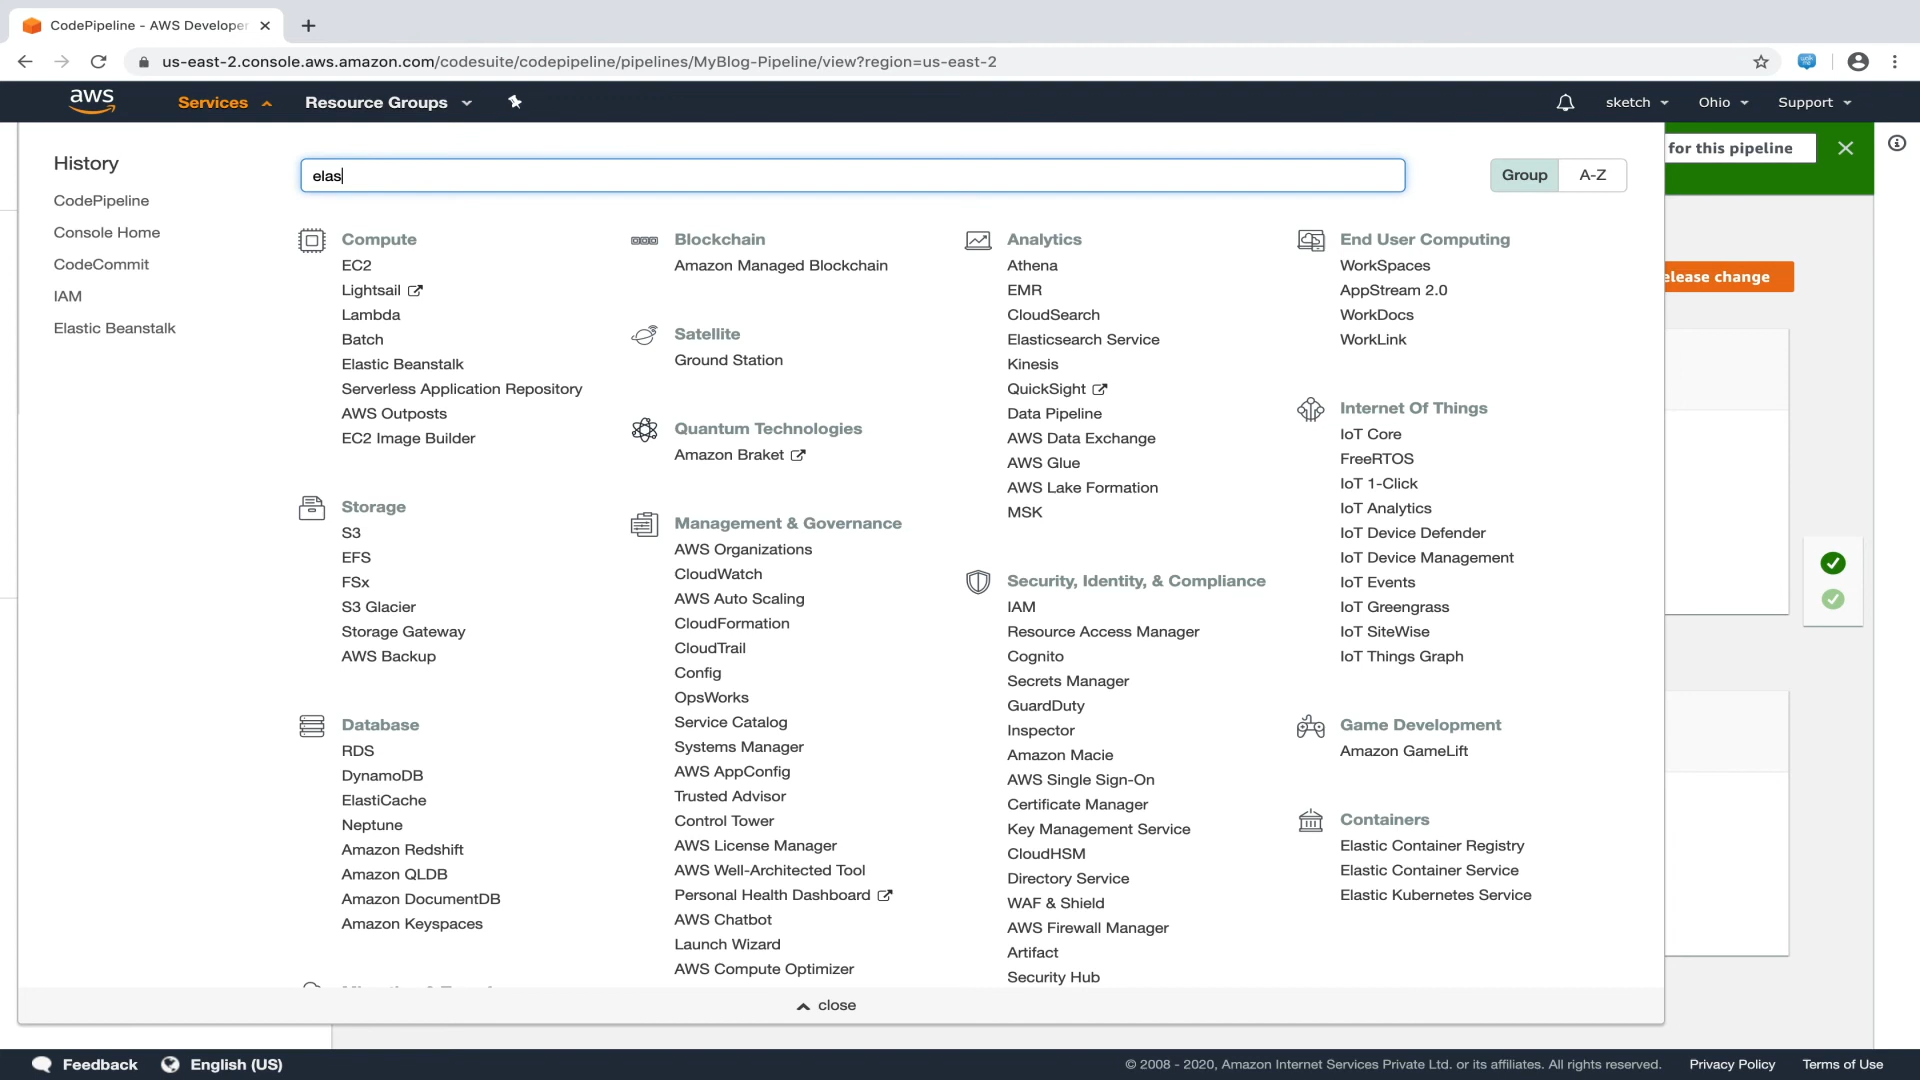 CodePipeline - AWS Developer
us-east-2.console.aws.amazon.com/codesuite/codepipeline/pipelines/MyBlog-Pipeline/view?region=us-east-2
aws
Services
Resource Groups
sketch
Ohio
Support
History
CodePipeline
Console Home
CodeCommit
IAM
Elastic Beanstalk
elas
Group
A-Z
for this pipeline
elease change
Compute
EC2
Lightsail
Lambda
Batch
Elastic Beanstalk
Serverless Application Repository
AWS Outposts
EC2 Image Builder
Storage
S3
EFS
FSx
S3 Glacier
Storage Gateway
AWS Backup
Database
RDS
DynamoDB
ElastiCache
Neptune
Amazon Redshift
Amazon QLDB
Amazon DocumentDB
Amazon Keyspaces
Blockchain
Amazon Managed Blockchain
Satellite
Ground Station
Quantum Technologies
Amazon Braket
Management & Governance
AWS Organizations
CloudWatch
AWS Auto Scaling
CloudFormation
CloudTrail
Config
OpsWorks
Service Catalog
Systems Manager
AWS AppConfig
Trusted Advisor
Control Tower
AWS License Manager
AWS Well-Architected Tool
Personal Health Dashboard
AWS Chatbot
Launch Wizard
AWS Compute Optimizer
Analytics
Athena
EMR
CloudSearch
Elasticsearch Service
Kinesis
QuickSight
Data Pipeline
AWS Data Exchange
AWS Glue
AWS Lake Formation
MSK
Security, Identity, & Compliance
IAM
Resource Access Manager
Cognito
Secrets Manager
GuardDuty
Inspector
Amazon Macie
AWS Single Sign-On
Certificate Manager
Key Management Service
CloudHSM
Directory Service
WAF & Shield
AWS Firewall Manager
Artifact
Security Hub
End User Computing
WorkSpaces
AppStream 2.0
WorkDocs
WorkLink
Internet Of Things
IoT Core
FreeRTOS
IoT 1-Click
IoT Analytics
IoT Device Defender
IoT Device Management
IoT Events
IoT Greengrass
IoT SiteWise
IoT Things Graph
Game Development
Amazon GameLift
Containers
Elastic Container Registry
Elastic Container Service
Elastic Kubernetes Service
close
Feedback
English (US)
© 2008 - 2020, Amazon Internet Services Private Ltd. or its affiliates. All rights reserved.
Privacy Policy
Terms of Use